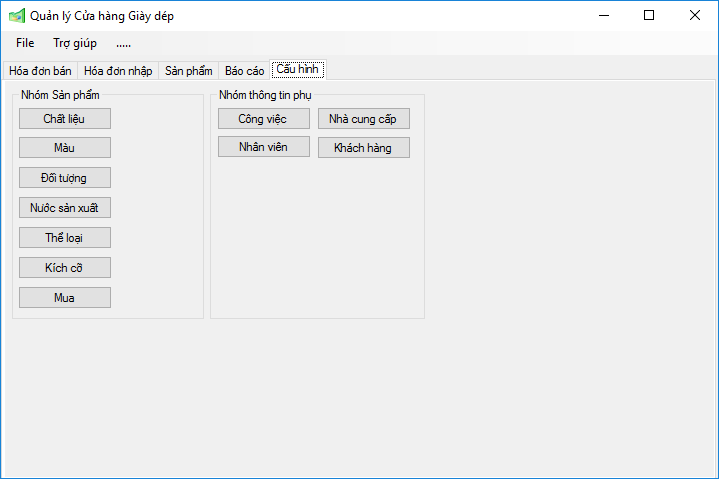 Quản lý Cửa hàng Giày dép
File Trợ giúp .....
Hóa đơn bán Hóa đơn nhập Sản phẩm Báo cáo Cấu hình
Nhóm Sản phẩm
Chất liệu
Màu
Đối tượng
Nước sản xuất
Thể loại
Kích cỡ
Mua
Nhóm thông tin phụ
Công việc Nhà cung cấp
Nhân viên Khách hàng